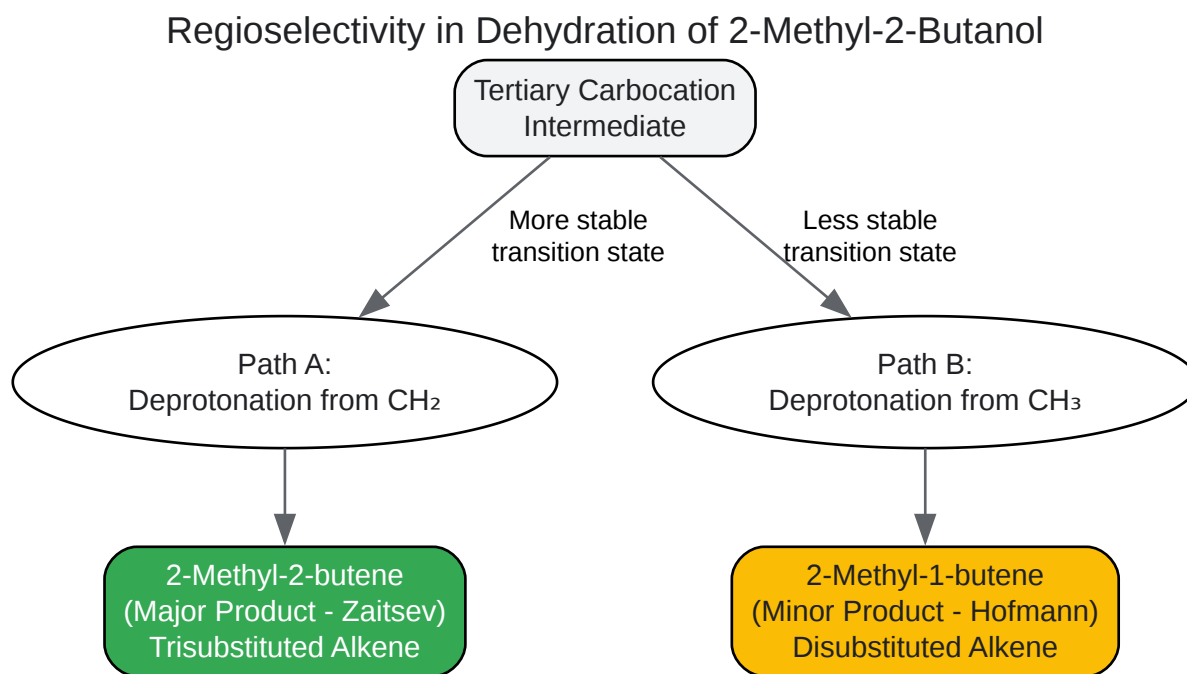 Regioselectivity in Dehydration of 2-Methyl-2-Butanol
Tertiary Carbocation
Intermediate
More stable
transition state
Less stable
transition state
Path A:
Deprotonation from CH₂
Path B:
Deprotonation from CH₃
2-Methyl-2-butene
(Major Product - Zaitsev)
Trisubstituted Alkene
2-Methyl-1-butene
(Minor Product - Hofmann)
Disubstituted Alkene